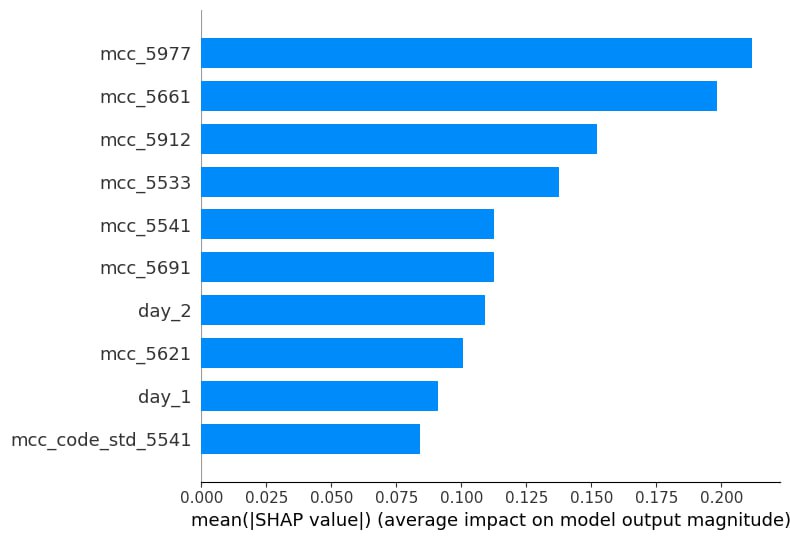 mcc_5977
mcc_5661
mcc_5912
mcc_5533
mcc_5541
mcc_5691
day_2
mcc_5621
day_1
mcc_code_std_5541
0.000 0.025 0.050 0.075 0.100 0.125 0.150 0.175 0.200
mean(|SHAP value|) (average impact on model output magnitude)